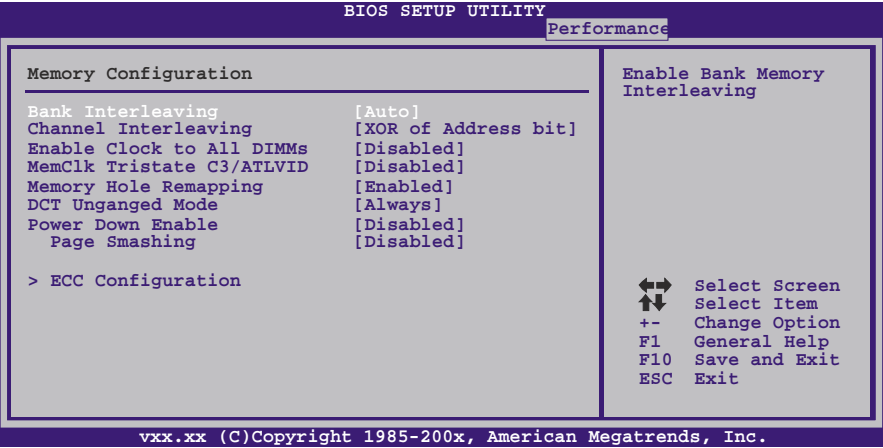 BIOS SETUP UTILITY
Performance
Memory Configuration
Bank Interleaving [Auto]
Channel Interleaving [XOR of Address bit]
Enable Clock to All DIMMs [Disabled]
MemClk Tristate C3/ATLVID [Disabled]
Memory Hole Remapping [Enabled]
DCT Unganged Mode [Always]
Power Down Enable [Disabled]
Page Smashing [Disabled]
> ECC Configuration
Enable Bank Memory
Interleaving
Select Screen
Select Item
+- Change Option
F1 General Help
F10 Save and Exit
ESC Exit
vxx.xx (C)Copyright 1985-200x, American Megatrends, Inc.